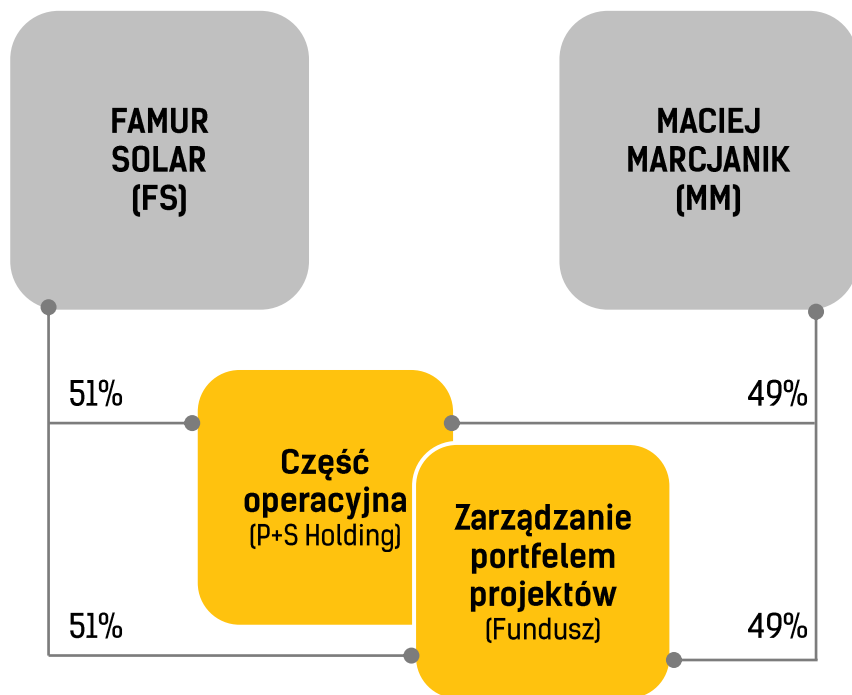 FAMUR
SOLAR
(FS)
MACIEJ
MARCJANIK
(MM)
51%
49%
Część
operacyjna
(P+S Holding)
Zarządzanie
portfelem
projektów
(Fundusz)
51%
49%